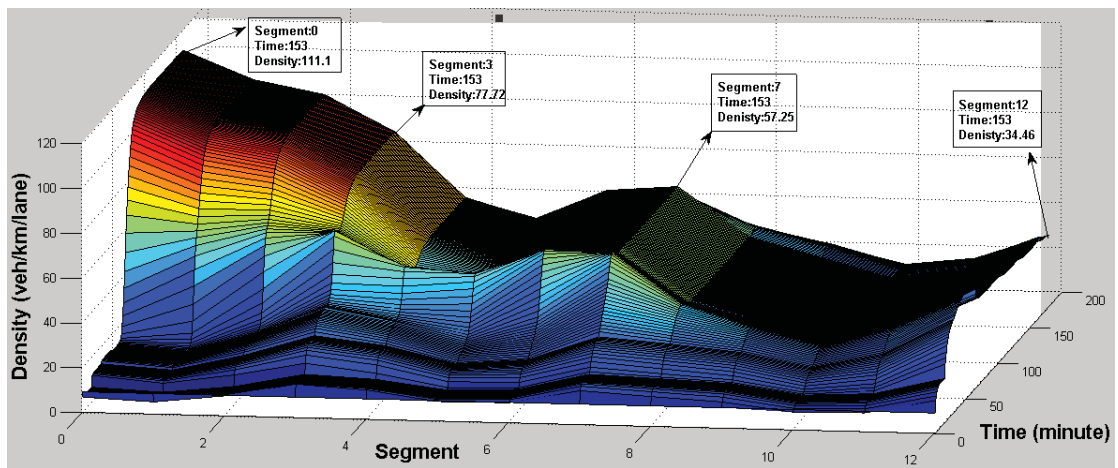 Segment:0
Time:153
Density:111.1
Segment:3
Time:153
Density:77.72
Segment:7
Time:153
Denisty:57.25
Segment:12
Time:153
Denisty:34.46
120
100
80
60
40
20
0
Density (veh/km/lane)
0
2
4
6
8
10
12
Segment
0
50
100
150
200
Time (minute)